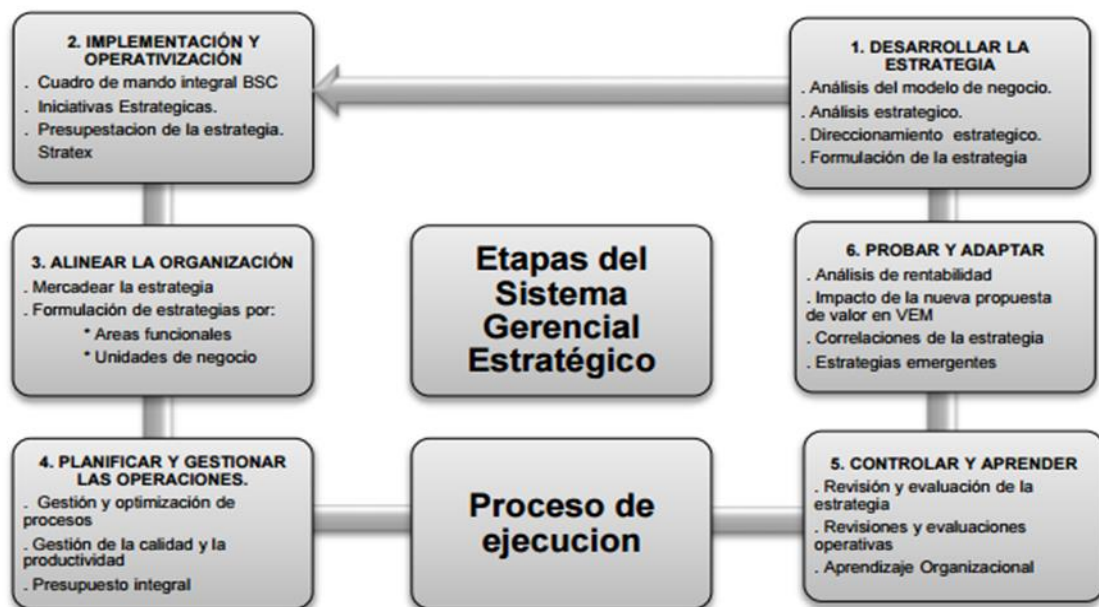 2. IMPLEMENTACIÓN Y
OPERATIVIZACIÓN
. Cuadro de mando integral BSC
. Iniciativas Estrategicas.
. Presupestacion de la estrategia.
Stratex
1. DESARROLLAR LA
ESTRATEGIA
. Análisis del modelo de negocio.
. Análisis estrategico.
. Direccionamiento estrategico.
. Formulación de la estrategia
3. ALINEAR LA ORGANIZACIÓN
. Mercadear la estrategia
. Formulación de estrategias por:
* Areas funcionales
* Unidades de negocio
Etapas del
Sistema
Gerencial
Estratégico
6. PROBAR Y ADAPTAR
. Análisis de rentabilidad
. Impacto de la nueva propuesta
de valor en VEM
. Correlaciones de la estrategia
. Estrategias emergentes
4. PLANIFICAR Y GESTIONAR
LAS OPERACIONES.
. Gestión y optimización de
procesos
. Gestión de la calidad y la
productividad
. Presupuesto integral
Proceso de
ejecucion
5. CONTROLAR Y APRENDER
. Revisión y evaluación de la
estrategia
. Revisiones y evaluaciones
operativas
. Aprendizaje Organizacional